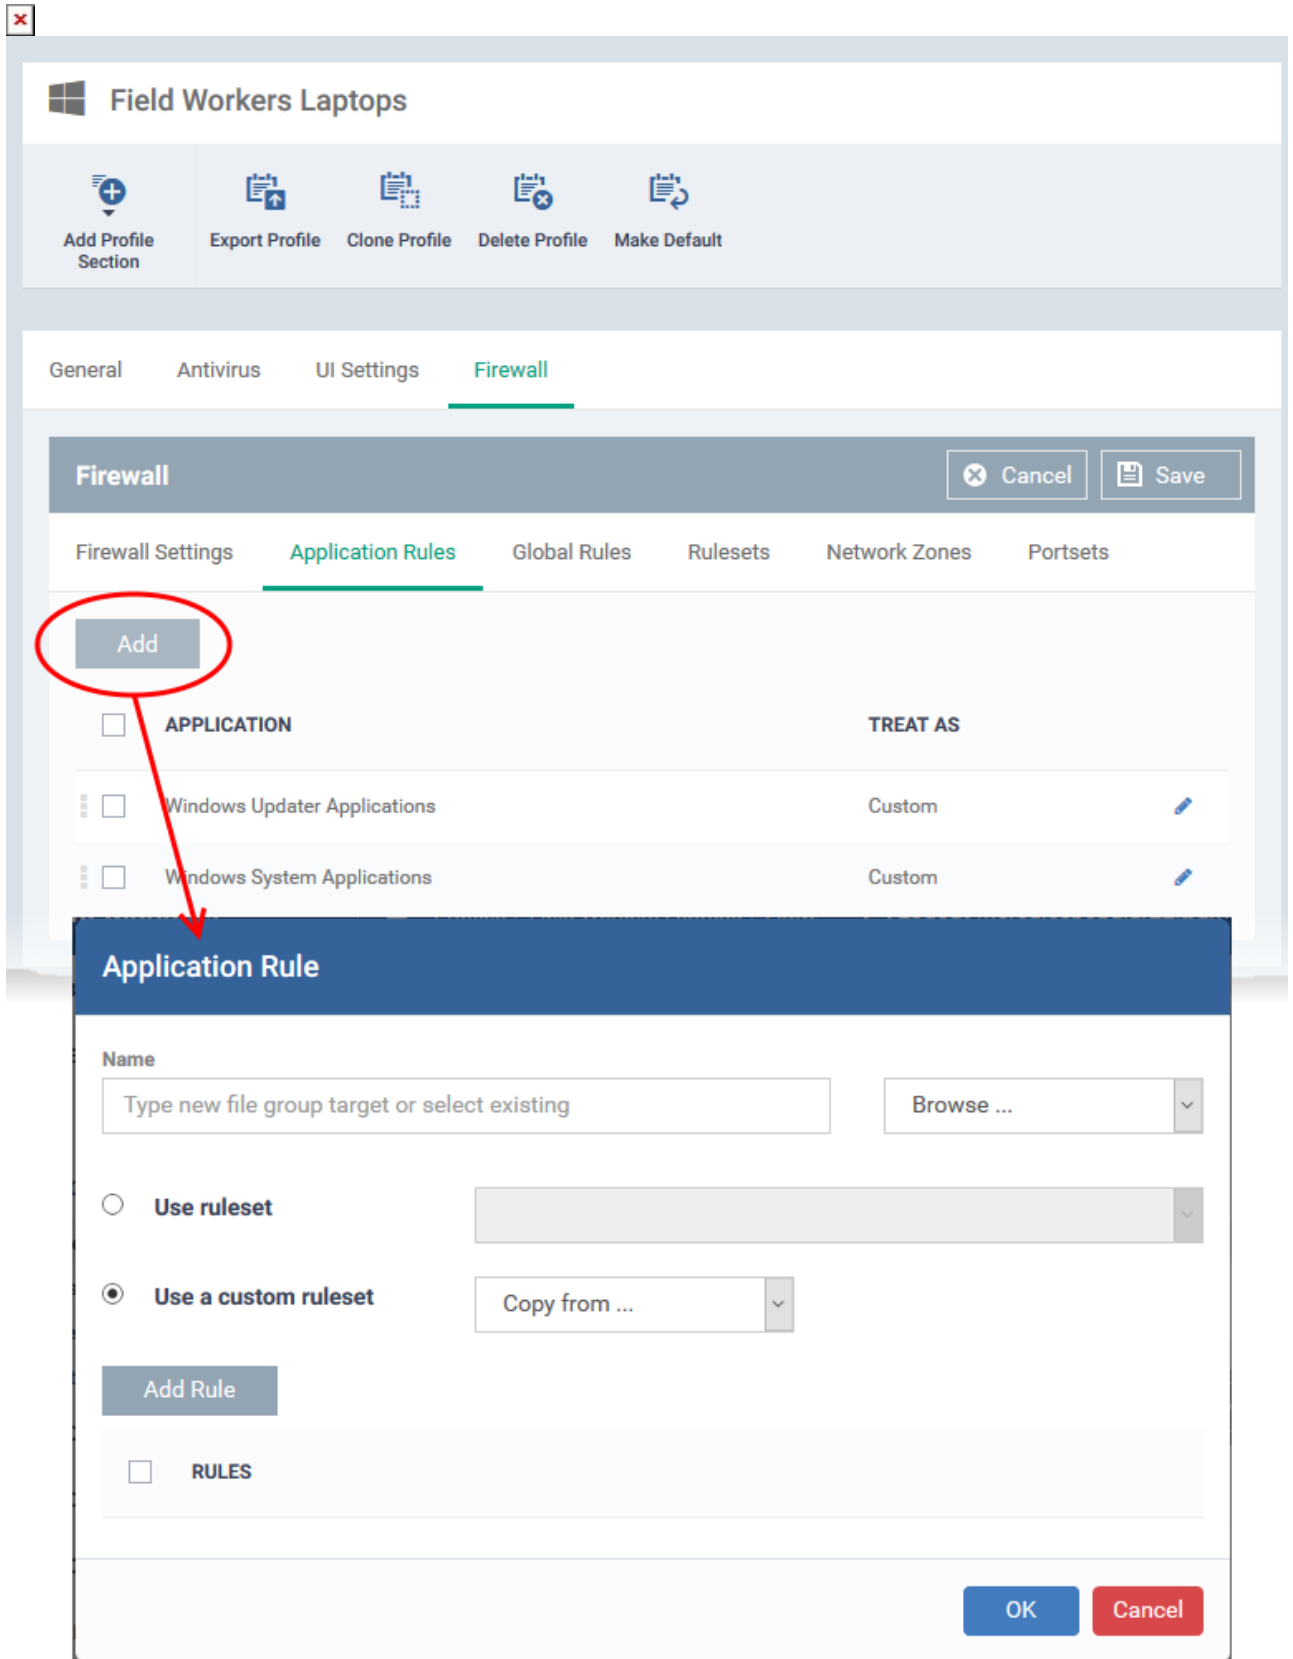 Field Workers Laptops
Add Profile Section
Export Profile
Clone Profile
Delete Profile
Make Default
General
Antivirus
UI Settings
Firewall
Firewall
Cancel
Save
Firewall Settings
Application Rules
Global Rules
Rulesets
Network Zones
Portsets
Add
APPLICATION
TREAT AS
Windows Updater Applications
Custom
Windows System Applications
Custom
Application Rule
Name
Type new file group target or select existing
Browse ...
Use ruleset
Use a custom ruleset
Copy from ...
Add Rule
RULES
OK
Cancel